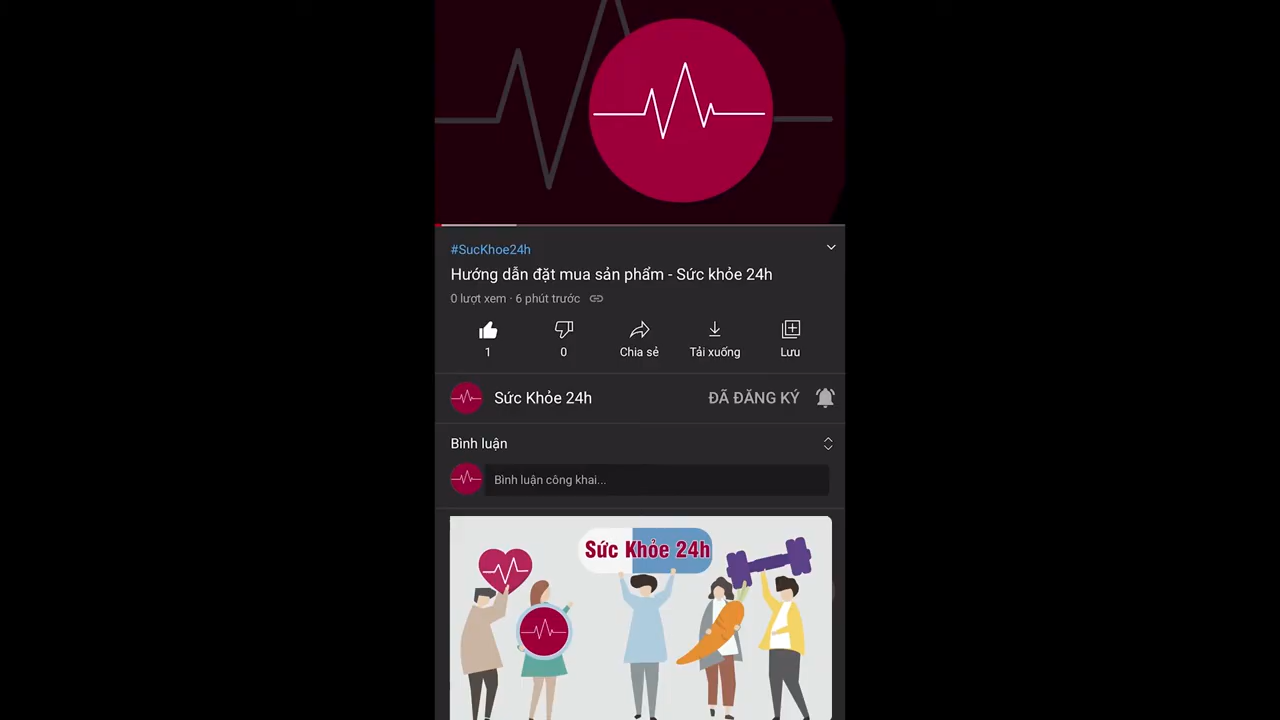 #SucKhoe24h
Hướng dẫn đặt mua sản phẩm - Sức khỏe 24h
0 lượt xem · 6 phút trước
1
0
Chia sẻ
Tải xuống
Lưu
Sức Khỏe 24h
ĐÃ ĐĂNG KÝ
Bình luận
Bình luận công khai...
Sức Khỏe 24h